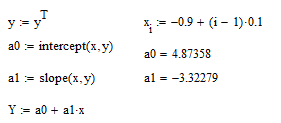 y := y^T
x_i := −0.9 + (i − 1)·0.1
a0 := intercept(x,y)
a0 = 4.87358
a1 := slope(x,y)
a1 = −3.32279
Y := a0 + a1·x